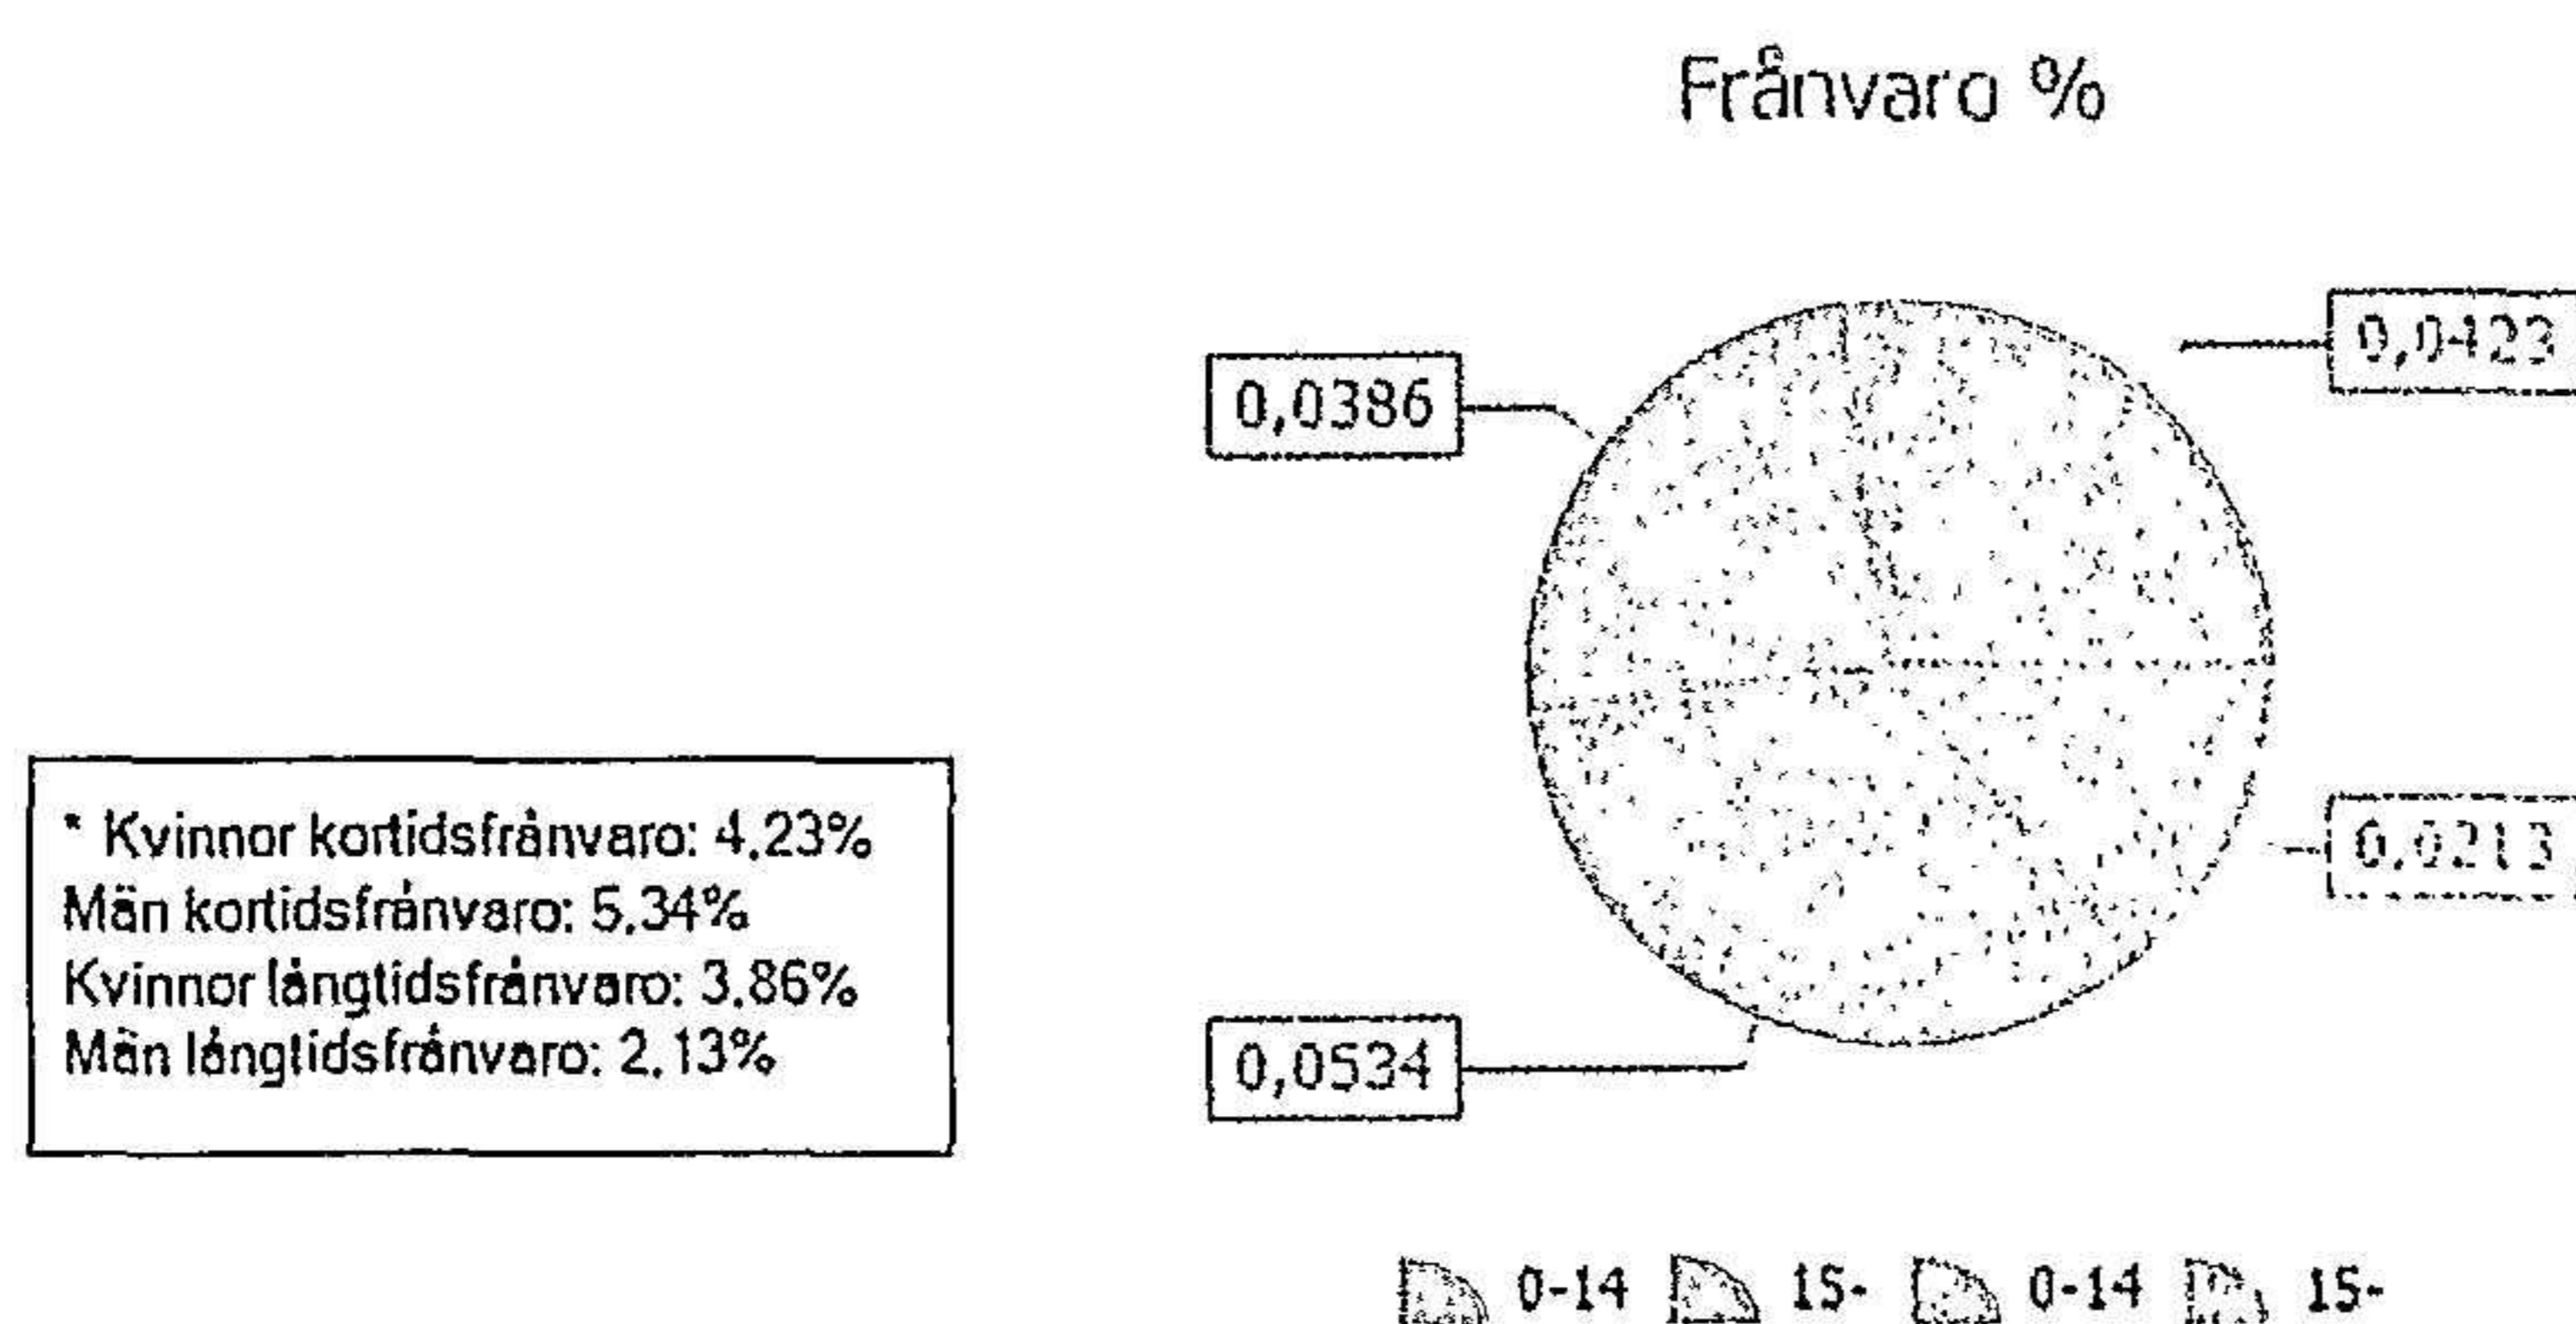 Frånvaro %
0,0423
0,0386
* Kvinnor kortidsfrånvaro: 4.23%
Män kortidsfrånvaro: 5.34%
Kvinnor långtidsfrånvaro: 3.86%
Män långtidsfrånvaro: 2.13%
0,0213
0,0534
0-14 15- 0-14 15-